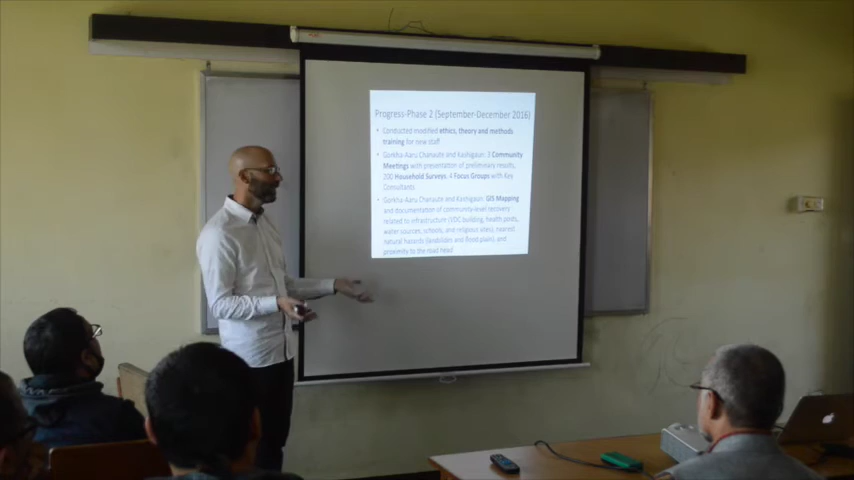 Progress-Phase 2 (September-December 2016)
• Conducted modified ethics, theory and methods
training for new staff
• Gorkha-Aaru Chanaute and Kashigaun: 3 Community
Meetings with presentation of preliminary results,
200 Household Surveys, 4 Focus Groups with Key
Consultants
• Gorkha-Aaru Chanaute and Kashigaun: GIS Mapping
and documentation of community-level recovery
related to infrastructure (VDC building, health posts,
water sources, schools, and religious sites), nearest
natural hazards (landslides and flood plains), and
proximity to the road head